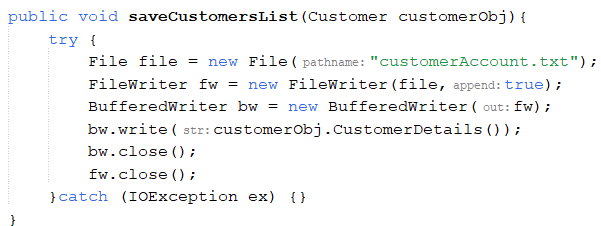 public void saveCustomersList(Customer customerObj){
try {
File file = new File( pathname: "customerAccount.txt");
FileWriter fw = new FileWriter(file, append: true);
BufferedWriter bw = new BufferedWriter( out: fw);
bw.write( str: customerObj.CustomerDetails());
bw.close();
fw.close();
}catch (IOException ex) {}
}